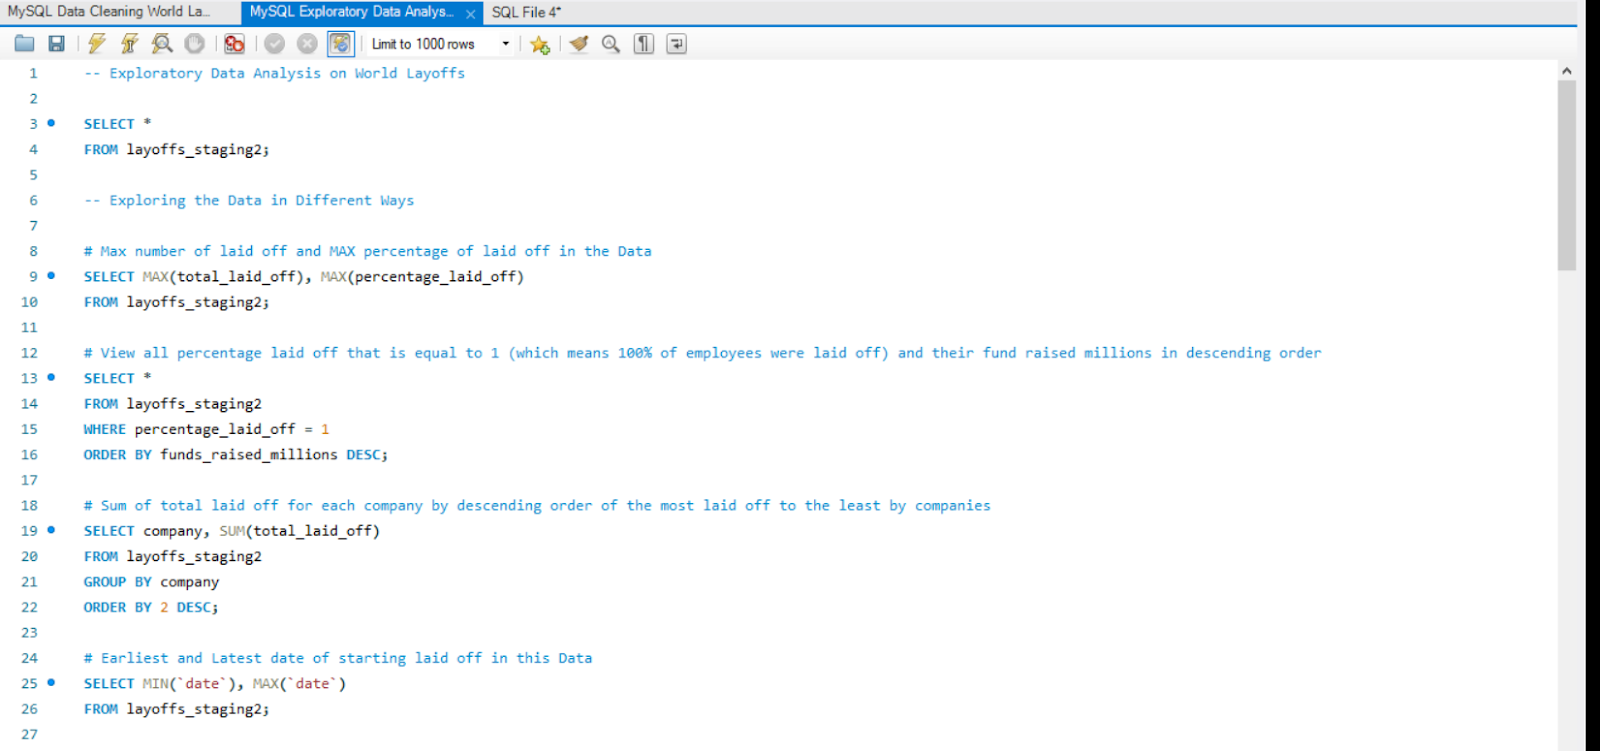 MySQL Data Cleaning World La...
MySQL Exploratory Data Analys...
SQL File 4*
Limit to 1000 rows
1 -- Exploratory Data Analysis on World Layoffs
2
3 SELECT *
4 FROM layoffs_staging2;
5
6 -- Exploring the Data in Different Ways
7
8 # Max number of laid off and MAX percentage of laid off in the Data
9 SELECT MAX(total_laid_off), MAX(percentage_laid_off)
10 FROM layoffs_staging2;
11
12 # View all percentage laid off that is equal to 1 (which means 100% of employees were laid off) and their fund raised millions in descending order
13 SELECT *
14 FROM layoffs_staging2
15 WHERE percentage_laid_off = 1
16 ORDER BY funds_raised_millions DESC;
17
18 # Sum of total laid off for each company by descending order of the most laid off to the least by companies
19 SELECT company, SUM(total_laid_off)
20 FROM layoffs_staging2
21 GROUP BY company
22 ORDER BY 2 DESC;
23
24 # Earliest and Latest date of starting laid off in this Data
25 SELECT MIN(`date`), MAX(`date`)
26 FROM layoffs_staging2;
27